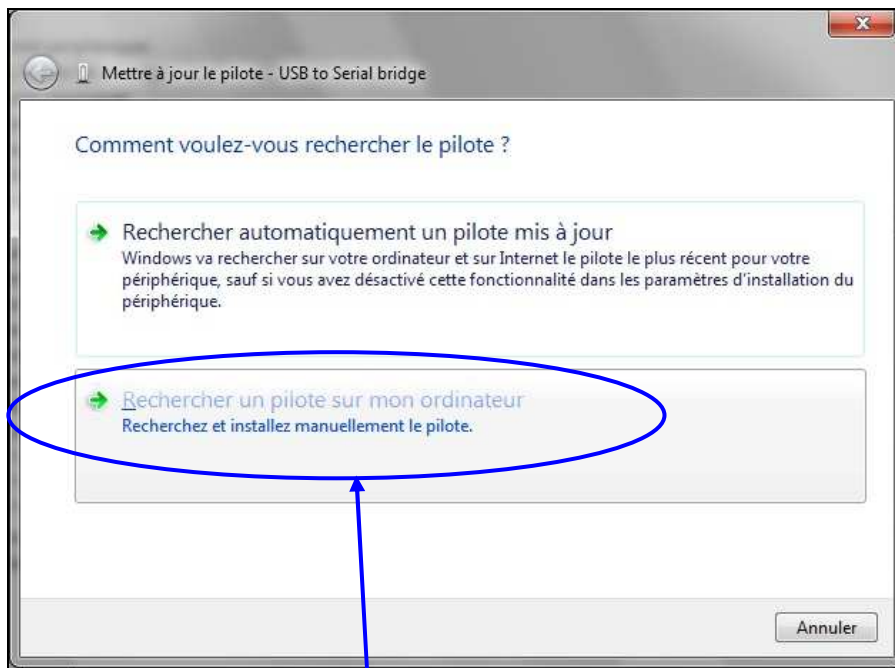 Mettre à jour le pilote - USB to Serial bridge
Comment voulez-vous rechercher le pilote ?
Rechercher automatiquement un pilote mis à jour
Windows va rechercher sur votre ordinateur et sur Internet le pilote le plus récent pour votre
périphérique, sauf si vous avez désactivé cette fonctionnalité dans les paramètres d'installation du
périphérique.
Rechercher un pilote sur mon ordinateur
Recherchez et installez manuellement le pilote.
Annuler